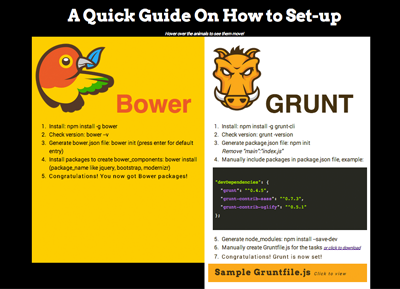 A Quick Guide On How to Set-up
Hover over the animals to see them move!
Bower
1. Install: npm install -g bower
2. Check version: bower -v
3. Generate bower.json file: bower init (press enter for default
entry)
4. Install packages to create bower_components: bower install
(package_name like jquery, bootstrap, modernizr)
5. Congratulations! You now got Bower packages!
GRUNT
1. Install: npm install -g grunt-cli
2. Check version: grunt -version
3. Generate package.json file: npm init
Remove "main":"index.js"
4. Manually include packages in package.json file, example:
"devDependencies": {
"grunt": "^0.4.5",
"grunt-contrib-sass": "^0.7.3",
"grunt-contrib-uglify": "^0.5.1"
};
5. Generate node_modules: npm install --save-dev
6. Manually create Gruntfile.js for the tasks or click to download!
7. Congratulations! Grunt is now set!
Sample Gruntfile.js Click to view